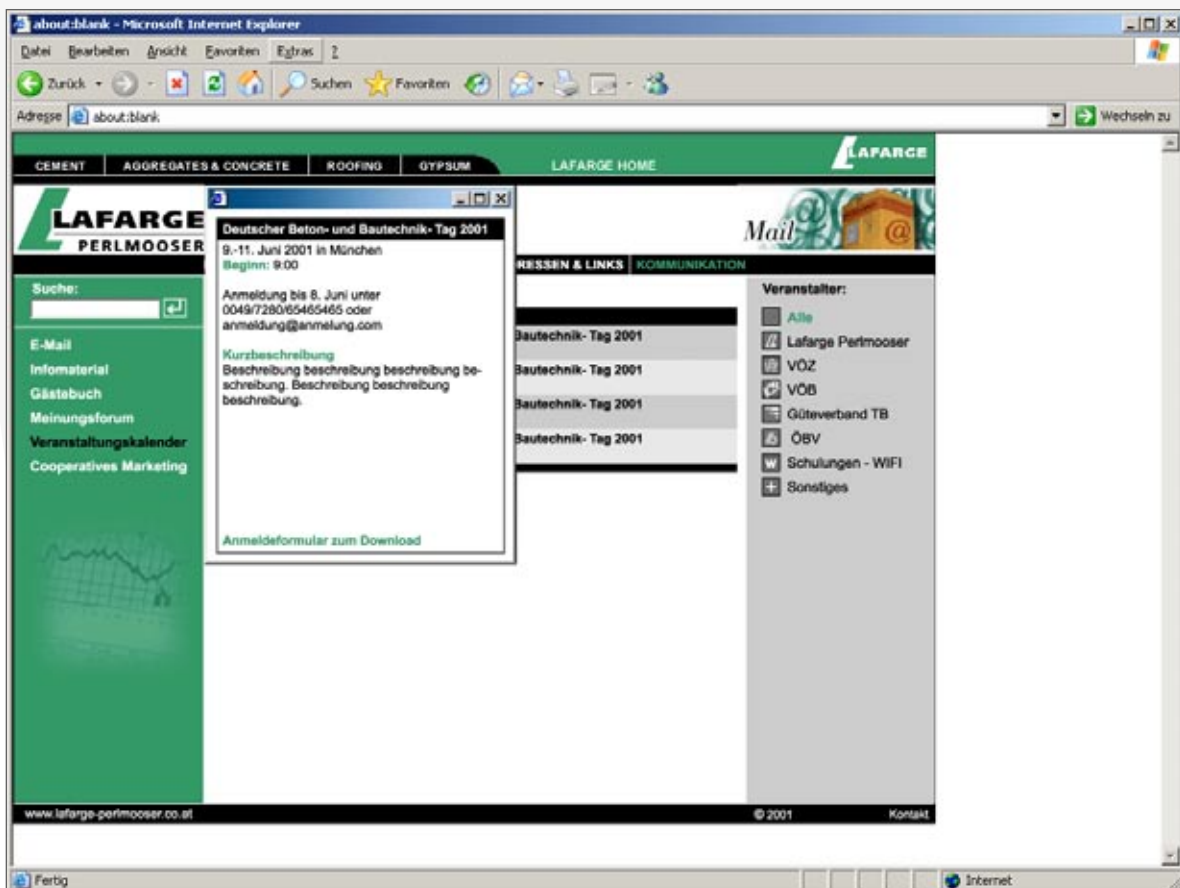 about:blank - Microsoft Internet Explorer
Datei Bearbeiten Ansicht Favoriten Extras ?
Zurück Suchen Favoriten
Adresse about:blank Wechseln zu
CEMENT AGGREGATES & CONCRETE ROOFING GYPSUM LAFARGE HOME LAFARGE
LAFARGE
PERLMOOSER
Mail
RESSEN & LINKS KOMMUNIKATION
Suche:
E-Mail
Infomaterial
Gästebuch
Meinungsforum
Veranstaltungskalender
Cooperatives Marketing
Deutscher Beton- und Bautechnik- Tag 2001
9.-11. Juni 2001 in München
Beginn: 9:00
Anmeldung bis 8. Juni unter
0049/7280/65465465 oder
anmeldung@anmelung.com
Kurzbeschreibung
Beschreibung beschreibung beschreibung be-
schreibung. Beschreibung beschreibung
beschreibung.
Anmeldeformular zum Download
Bautechnik- Tag 2001
Bautechnik- Tag 2001
Bautechnik- Tag 2001
Bautechnik- Tag 2001
Veranstalter:
Alle
Lafarge Perlmooser
VÖZ
VÖB
Güteverband TB
ÖBV
Schulungen - WIFI
Sonstiges
www.lafarge-perlmooser.co.at © 2001 Kontakt
Fertig Internet